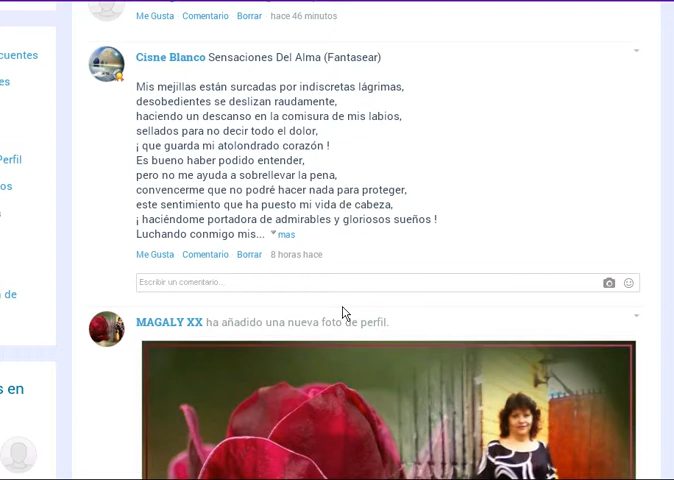 Me Gusta Comentario Borrar hace 46 minutos
cuentes
es
Perfil
os
s
a de
s en
Cisne Blanco Sensaciones Del Alma (Fantasear)
Mis mejillas están surcadas por indiscretas lágrimas,
desobedientes se deslizan raudamente,
haciendo un descanso en la comisura de mis labios,
sellados para no decir todo el dolor,
¡ que guarda mi atolondrado corazón !
Es bueno haber podido entender,
pero no me ayuda a sobrellevar la pena,
convencerme que no podré hacer nada para proteger,
este sentimiento que ha puesto mi vida de cabeza,
¡ haciéndome portadora de admirables y gloriosos sueños !
Luchando conmigo mis... mas
Me Gusta Comentario Borrar 8 horas hace
Escribir un comentario...
MAGALY XX ha añadido una nueva foto de perfil.